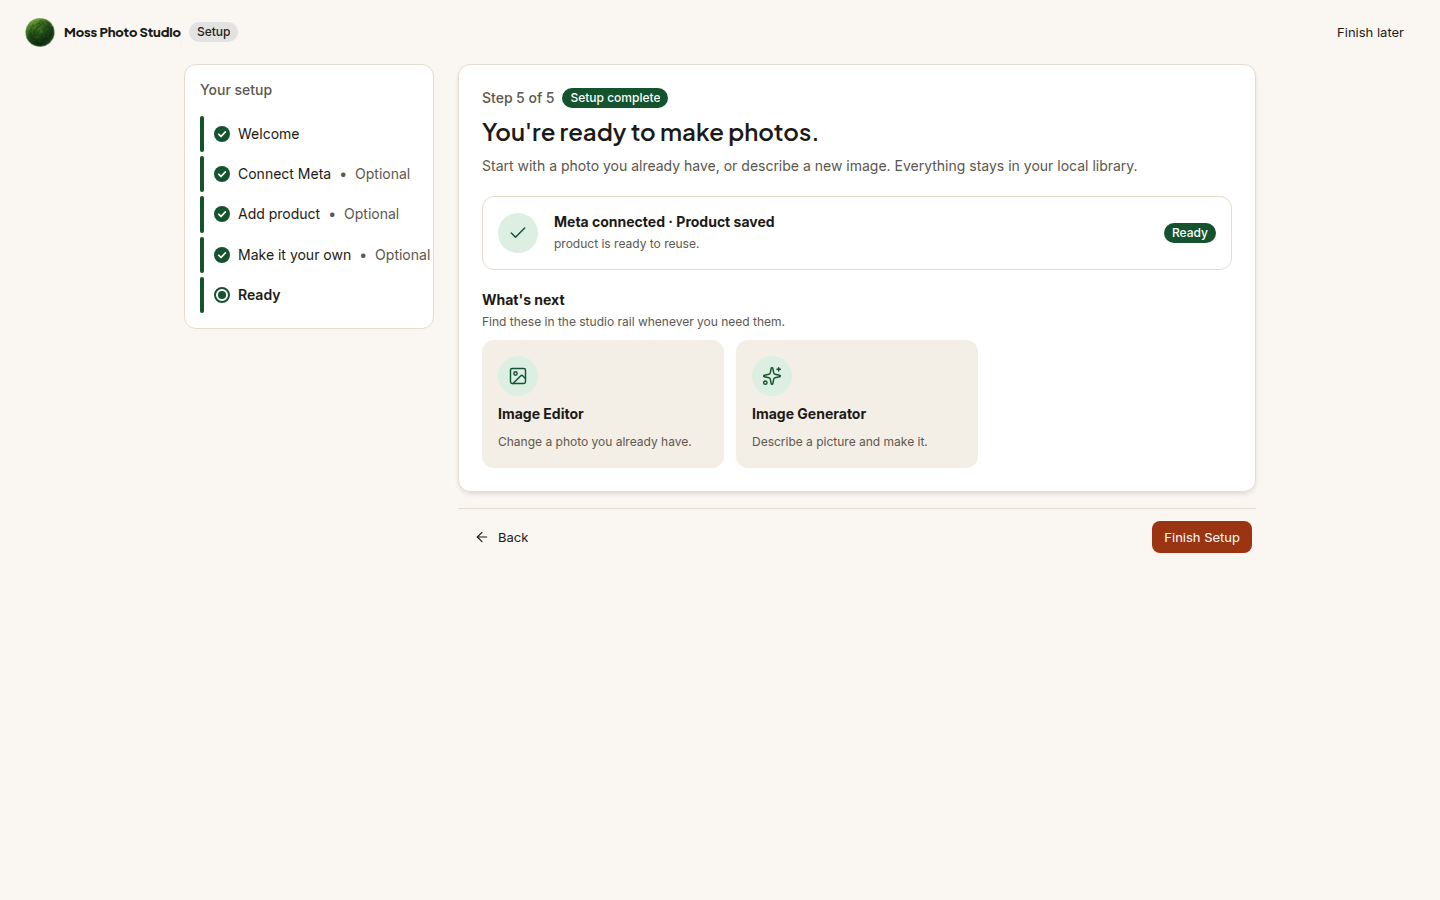 Moss Photo Studio Setup Finish later
Your setup
Welcome
Connect Meta • Optional
Add product • Optional
Make it your own • Optional
Ready
Step 5 of 5 Setup complete
You're ready to make photos.
Start with a photo you already have, or describe a new image. Everything stays in your local library.
Meta connected · Product saved
product is ready to reuse.
Ready
What's next
Find these in the studio rail whenever you need them.
Image Editor
Change a photo you already have.
Image Generator
Describe a picture and make it.
Back
Finish Setup